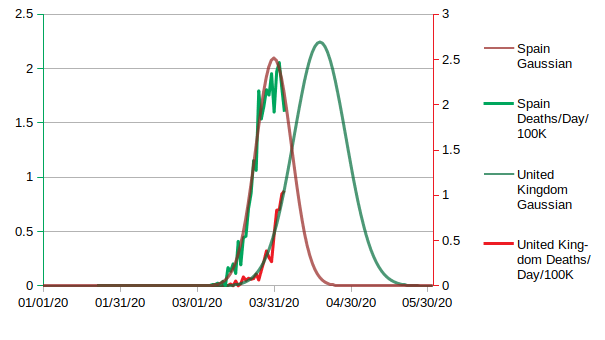 2.5
2
1.5
1
0.5
0
3
2.5
2
1.5
1
0.5
0
01/01/20 01/31/20 03/01/20 03/31/20 04/30/20 05/30/20
Spain
Gaussian
Spain
Deaths/Day/
100K
United
Kingdom
Gaussian
United King-
dom Deaths/
Day/100K